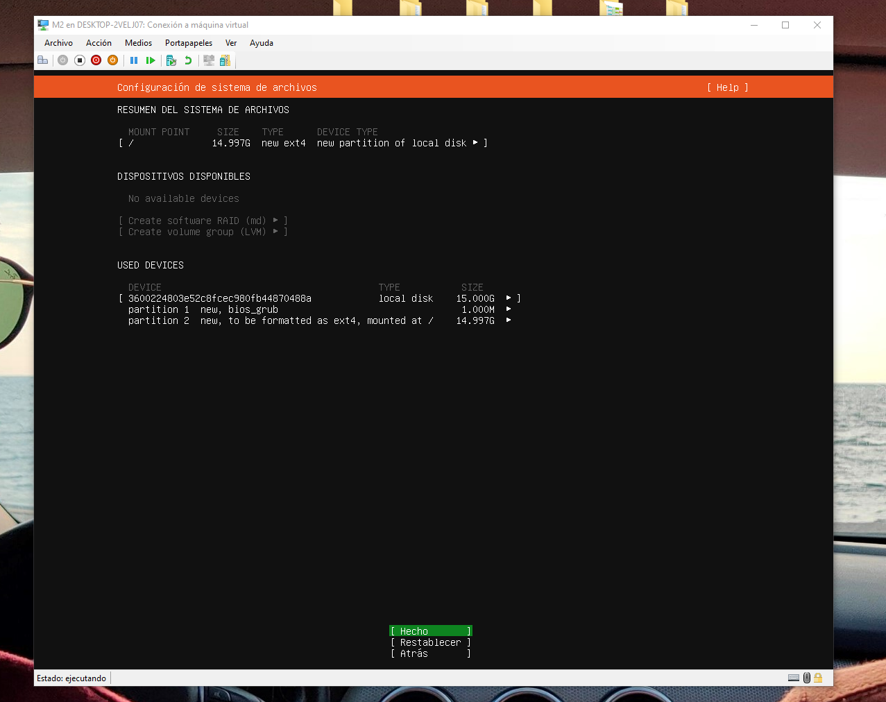 M2 en DESKTOP-2VELJ07: Conexión a máquina virtual
Archivo Acción Medios Portapapeles Ver Ayuda
Configuración de sistema de archivos [ Help ]
RESUMEN DEL SISTEMA DE ARCHIVOS
MOUNT POINT SIZE TYPE DEVICE TYPE
[ / 14.997G new ext4 new partition of local disk ▸ ]
DISPOSITIVOS DISPONIBLES
No available devices
[ Create software RAID (md) ▸ ]
[ Create volume group (LVM) ▸ ]
USED DEVICES
DEVICE TYPE SIZE
[ 3600224803e52c8fcec980fb44870488a local disk 15.000G ▸ ]
partition 1 new, bios_grub 1.000M ▸
partition 2 new, to be formatted as ext4, mounted at / 14.997G ▸
[ Hecho ]
[ Restablecer ]
[ Atrás ]
Estado: ejecutando